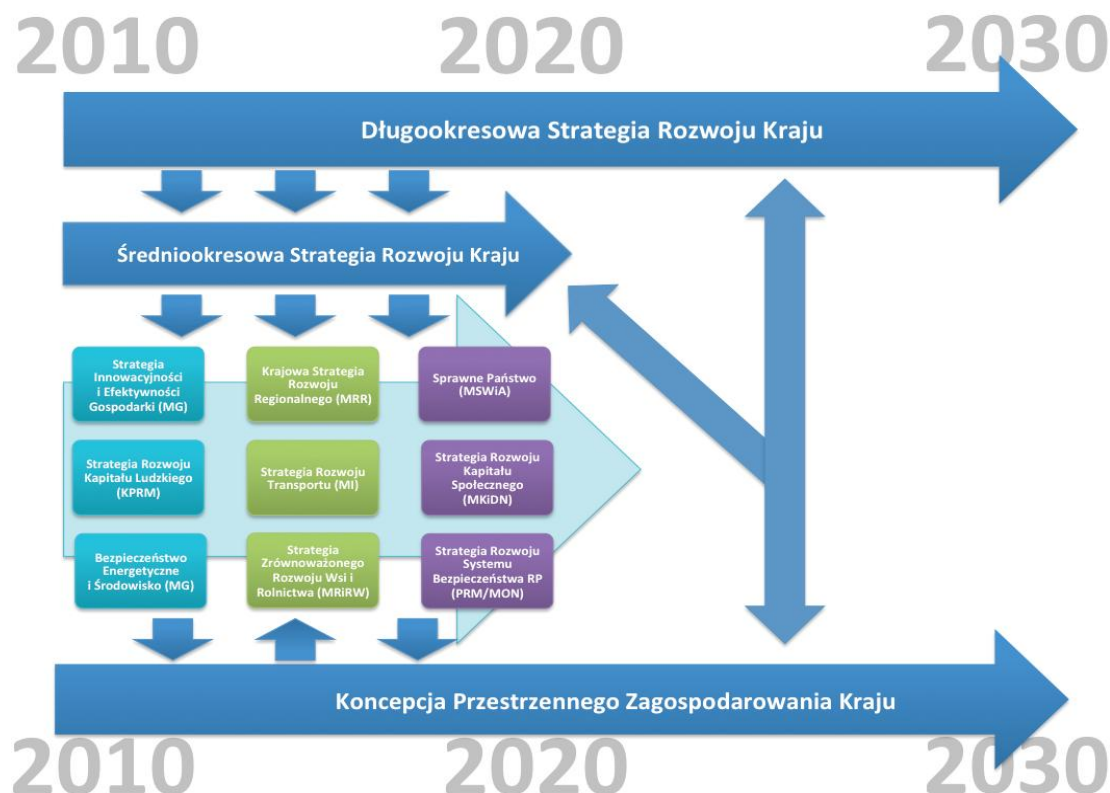 2010 2020 2030
Długookresowa Strategia Rozwoju Kraju
Średniookresowa Strategia Rozwoju Kraju
Strategia
Innowacyjności
i Efektywności
Gospodarki (MG)
Krajowa Strategia
Rozwoju
Regionalnego (MRR)
Sprawne Państwo
(MSWiA)
Strategia Rozwoju
Kapitału Ludzkiego
(KPRM)
Strategia Rozwoju
Transportu (MI)
Strategia Rozwoju
Kapitału
Społecznego
(MKiDN)
Bezpieczeństwo
Energetyczne
i Środowisko (MG)
Strategia
Zrównoważonego
Rozwoju Wsi i
Rolnictwa (MRiRW)
Strategia Rozwoju
Systemu
Bezpieczeństwa RP
(PRM/MON)
Koncepcja Przestrzennego Zagospodarowania Kraju
2010 2020 2030